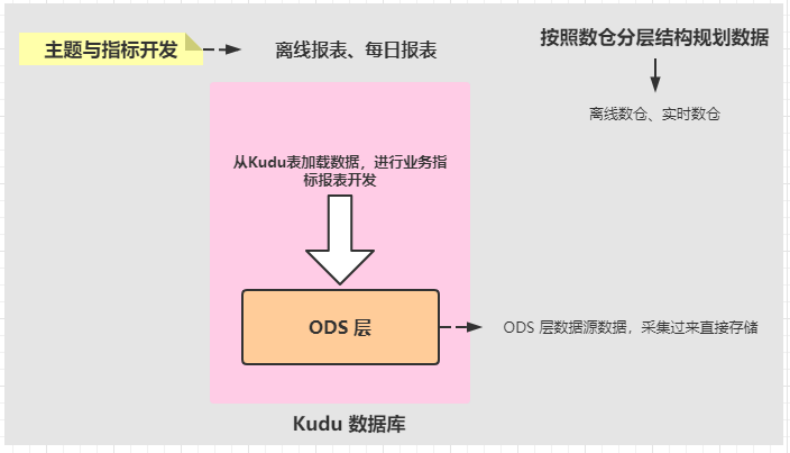 主题与指标开发
离线报表、每日报表
按照数仓分层结构规划数据
离线数仓、实时数仓
从Kudu表加载数据，进行业务指
标报表开发
ODS 层
ODS 层数据源数据，采集过来直接存储
Kudu 数据库